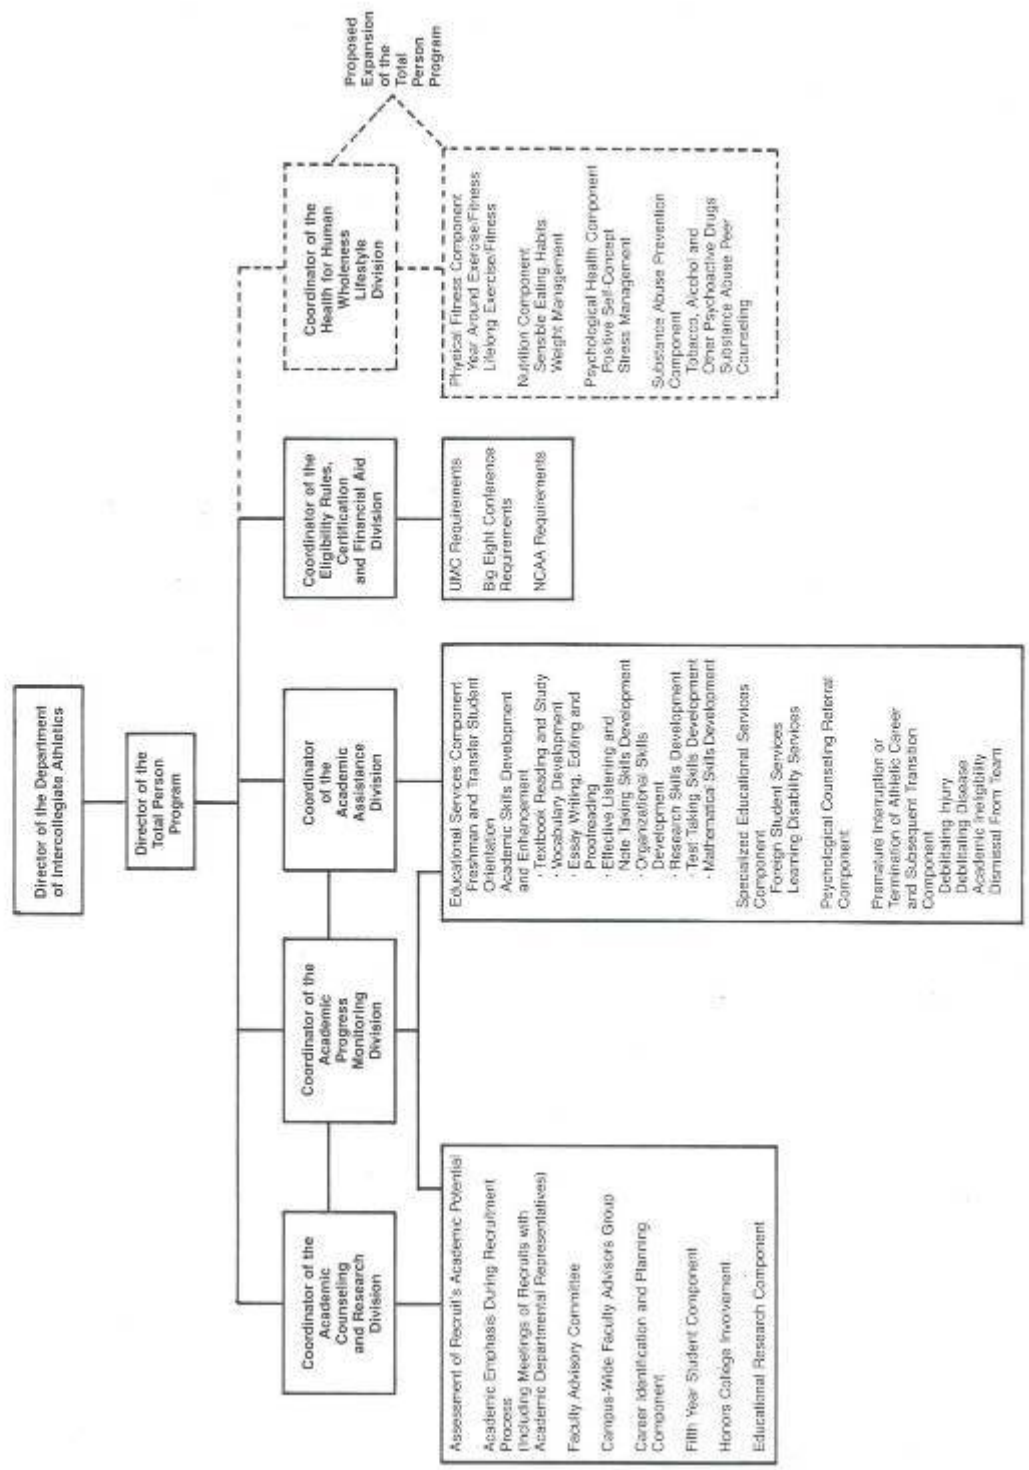 Director of the Department
of Intercollegiate Athletics
Director of the
Total Person
Program
Coordinator of the
Academic
Counseling
and Research
Division
Coordinator of the
Academic
Progress
Monitoring
Division
Coordinator
of the
Academic
Assistance
Division
Coordinator of the
Eligibility Rules,
Certification
and Financial Aid
Division
Coordinator of the
Health for Human
Wholeness
Lifestyle
Division
Proposed
Expansion
of the
Total
Person
Program
Assessment of Recruit's Academic Potential
Academic Emphasis During Recruitment
Process
(Including Meetings of Recruits with
Academic Departmental Representatives)
Faculty Advisory Committee
Campus-Wide Faculty Advisors Group
Career Identification and Planning
Component
Fifth Year Student Component
Honors College Involvement
Educational Research Component
Educational Services Component
Freshman and Transfer Student
Orientation
Academic Skills Development
and Enhancement
· Textbook Reading and Study
· Vocabulary Development
· Essay Writing, Editing and
Proofreading
· Effective Listening and
Note Taking Skills Development
· Organizational Skills
Development
· Research Skills Development
· Test Taking Skills Development
· Mathematical Skills Development
Specialized Educational Services
Component
Foreign Student Services
Learning Disability Services
Psychological Counseling Referral
Component
Premature Interruption or
Termination of Athletic Career
and Subsequent Transition
Component
Debilitating Injury
Debilitating Disease
Academic Ineligibility
Dismissal From Team
UMC Requirements
Big Eight Conference
Requirements
NCAA Requirements
Physical Fitness Component
Year Around Exercise/Fitness
Lifelong Exercise/Fitness
Nutrition Component
Sensible Eating Habits
Weight Management
Psychological Health Component
Positive Self-Concept
Stress Management
Substance Abuse Prevention
Component
Tobacco, Alcohol and
Other Psychoactive Drugs
Substance Abuse Peer
Counseling